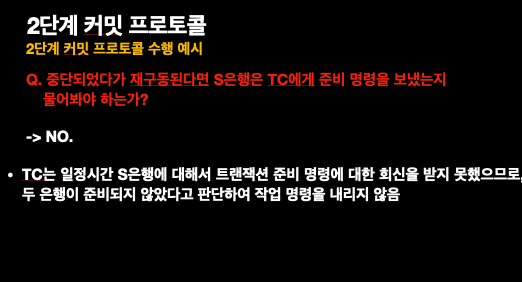 2단계 커밋 프로토콜
2단계 커밋 프로토콜 수행 예시
Q. 중단되었다가 재구동된다면 S은행은 TC에게 준비 명령을 보냈는지
물어봐야 하는가?
-> NO.
• TC는 일정시간 S은행에 대해서 트랜잭션 준비 명령에 대한 회신을 받지 못했으므로,
두 은행이 준비되지 않았다고 판단하여 작업 명령을 내리지 않음